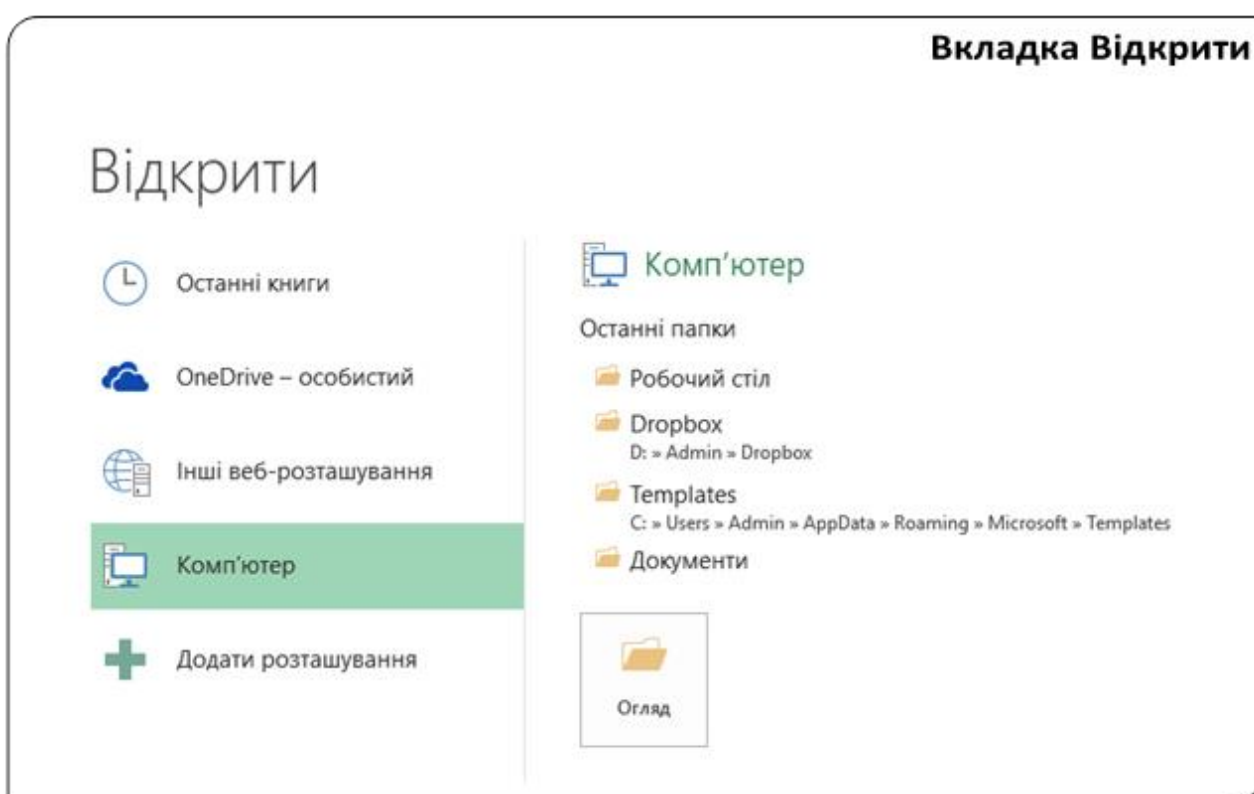 Вкладка Відкрити
Відкрити
Останні книги
OneDrive – особистий
Інші веб-розташування
Комп'ютер
Додати розташування
Комп'ютер
Останні папки
Робочий стіл
Dropbox
D: » Admin » Dropbox
Templates
C: » Users » Admin » AppData » Roaming » Microsoft » Templates
Документи
Огляд